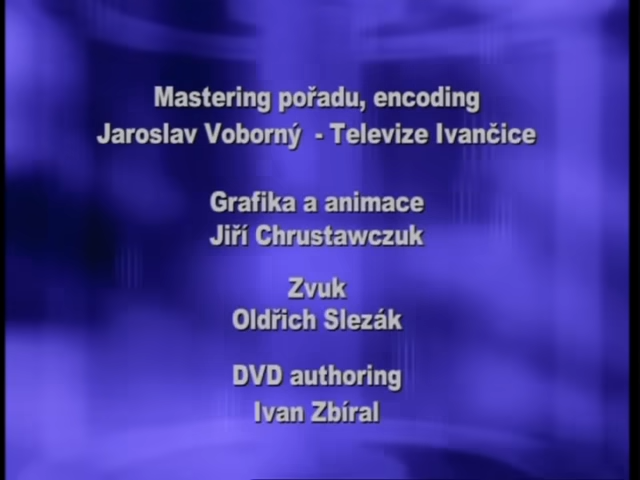 Mastering pořadu, encoding
Jaroslav Voborný - Televize Ivančice
Grafika a animace
Jiří Chrustawczuk
Zvuk
Oldřich Slezák
DVD authoring
Ivan Zbíral